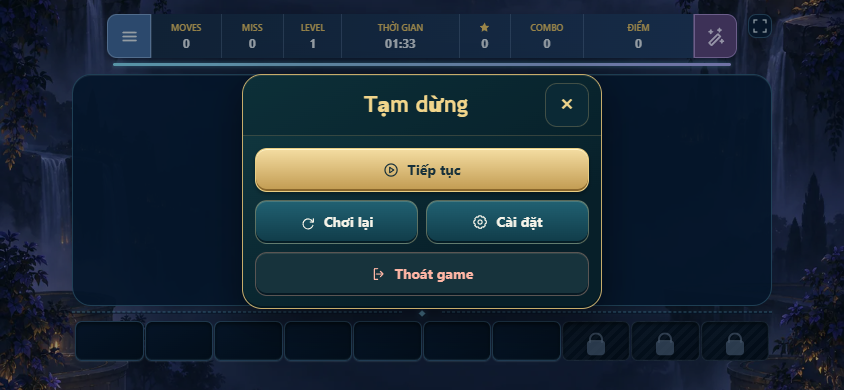 MOVES MISS LEVEL THỜI GIAN ★ COMBO ĐIỂM
0 0 1 01:33 0 0 0
Tạm dừng
Tiếp tục
Chơi lại Cài đặt
Thoát game